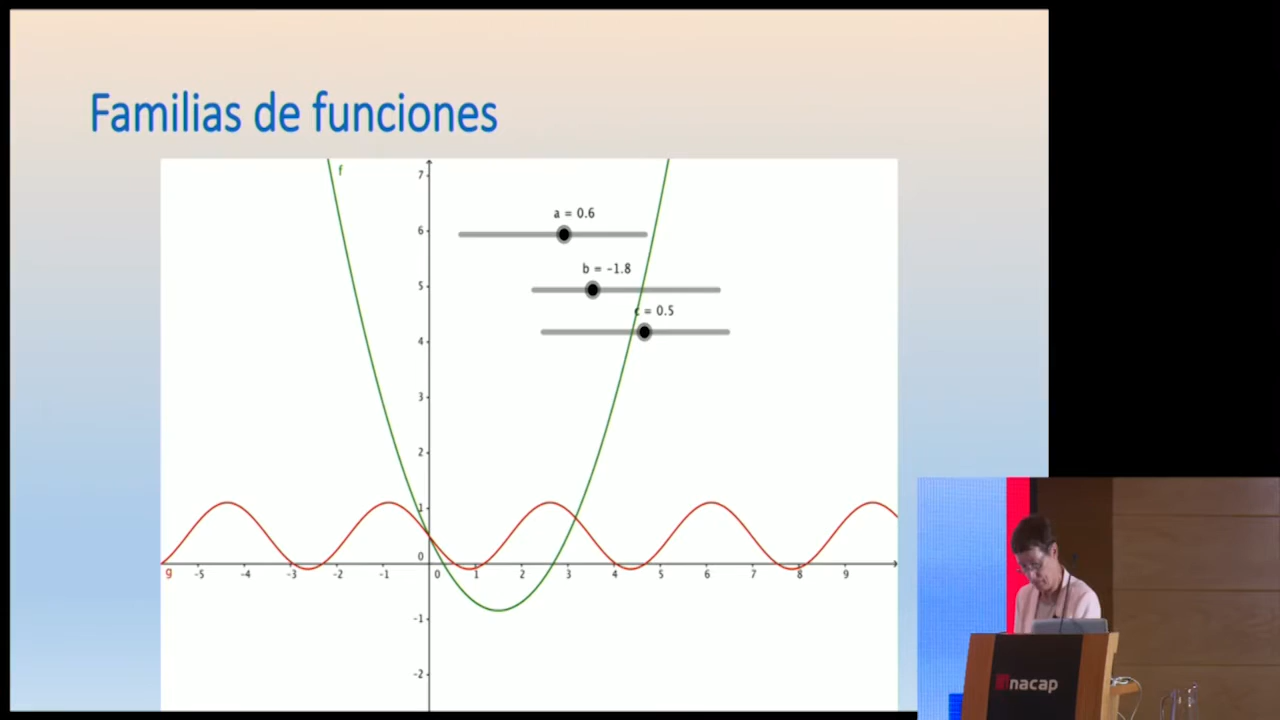 Familias de funciones
f
7
a = 0.6
6
b = -1.8
5
c = 0.5
4
3
2
1
0
g
-5 -4 -3 -2 -1 0 1 2 3 4 5 6 7 8 9
-1
-2
inacap